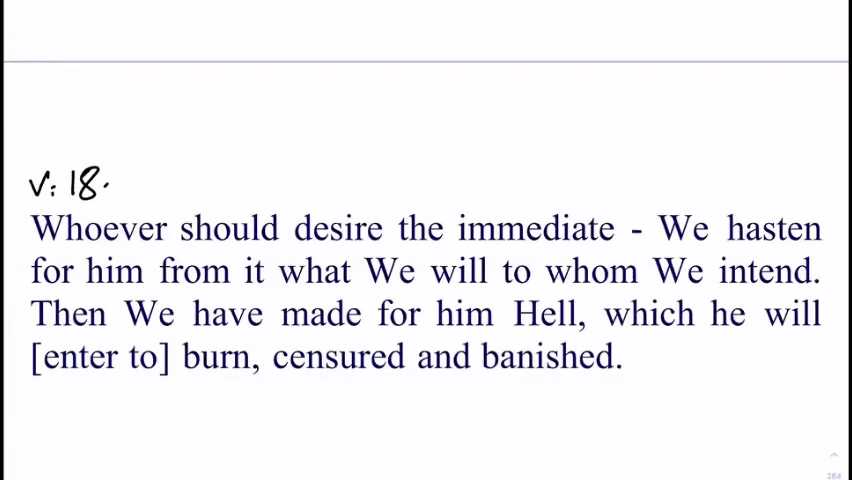 v: 18.
Whoever should desire the immediate - We hasten
for him from it what We will to whom We intend.
Then We have made for him Hell, which he will
[enter to] burn, censured and banished.
264